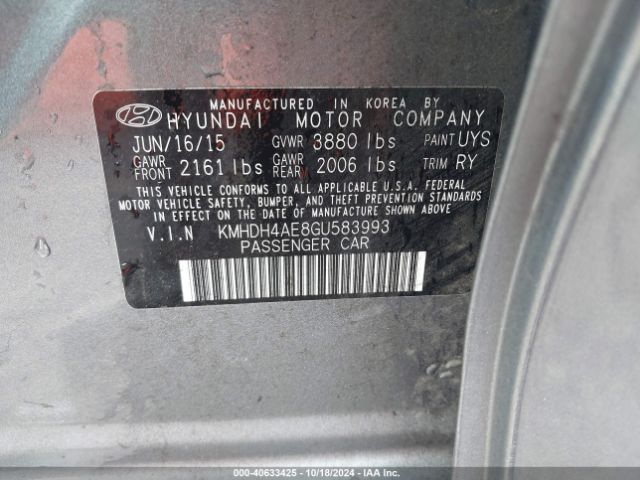 MANUFACTURED IN KOREA BY
HYUNDAI MOTOR COMPANY
JUN/16/15 GVWR 3880 lbs PAINT UYS
GAWR FRONT 2161 lbs GAWR REAR 2006 lbs TRIM RY
THIS VEHICLE CONFORMS TO ALL APPLICABLE U.S.A. FEDERAL
MOTOR VEHICLE SAFETY, BUMPER, AND THEFT PREVENTION STANDARDS
IN EFFECT ON THE DATE OF MANUFACTURE SHOWN ABOVE
V.I.N KMHDH4AE8GU583993
PASSENGER CAR
000-40633425 - 10/18/2024 - IAA Inc.